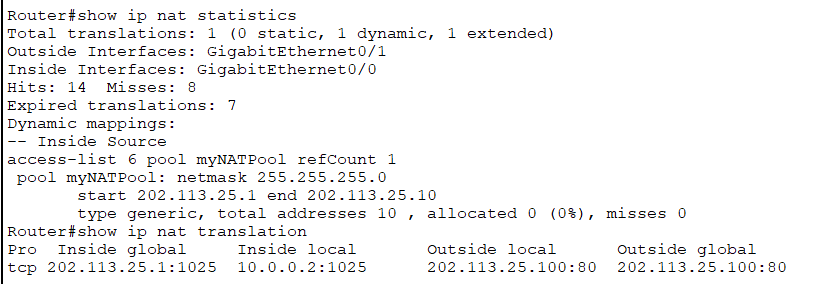 Router#show ip nat statistics
Total translations: 1 (0 static, 1 dynamic, 1 extended)
Outside Interfaces: GigabitEthernet0/1
Inside Interfaces: GigabitEthernet0/0
Hits: 14  Misses: 8
Expired translations: 7
Dynamic mappings:
-- Inside Source
access-list 6 pool myNATPool refCount 1
 pool myNATPool: netmask 255.255.255.0
       start 202.113.25.1 end 202.113.25.10
       type generic, total addresses 10 , allocated 0 (0%), misses 0
Router#show ip nat translation
Pro  Inside global     Inside local       Outside local      Outside global
tcp 202.113.25.1:1025  10.0.0.2:1025      202.113.25.100:80  202.113.25.100:80